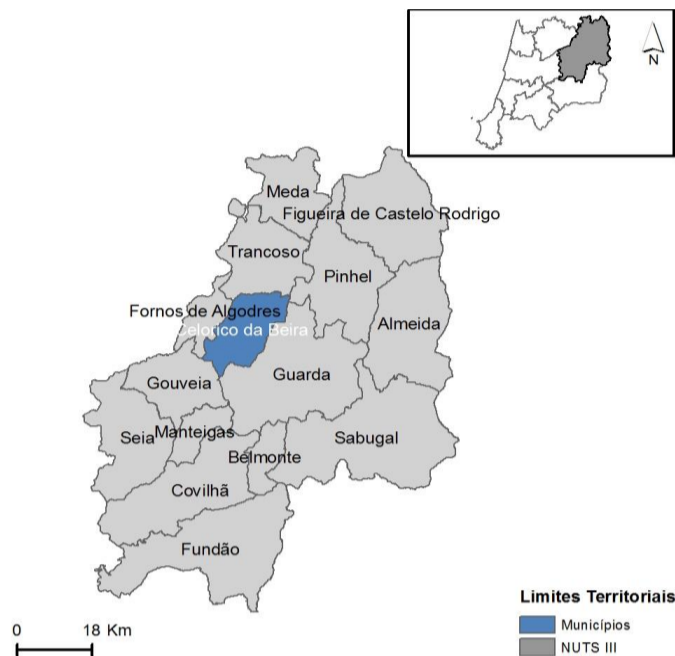 N
Meda
Figueira de Castelo Rodrigo
Trancoso
Pinhel
Fornos de Algodres
Almeida
Celorico da Beira
Guarda
Gouveia
Manteigas
Seia
Sabugal
Belmonte
Covilhã
Fundão
Limites Territoriais
0 18 Km
Municípios
NUTS III